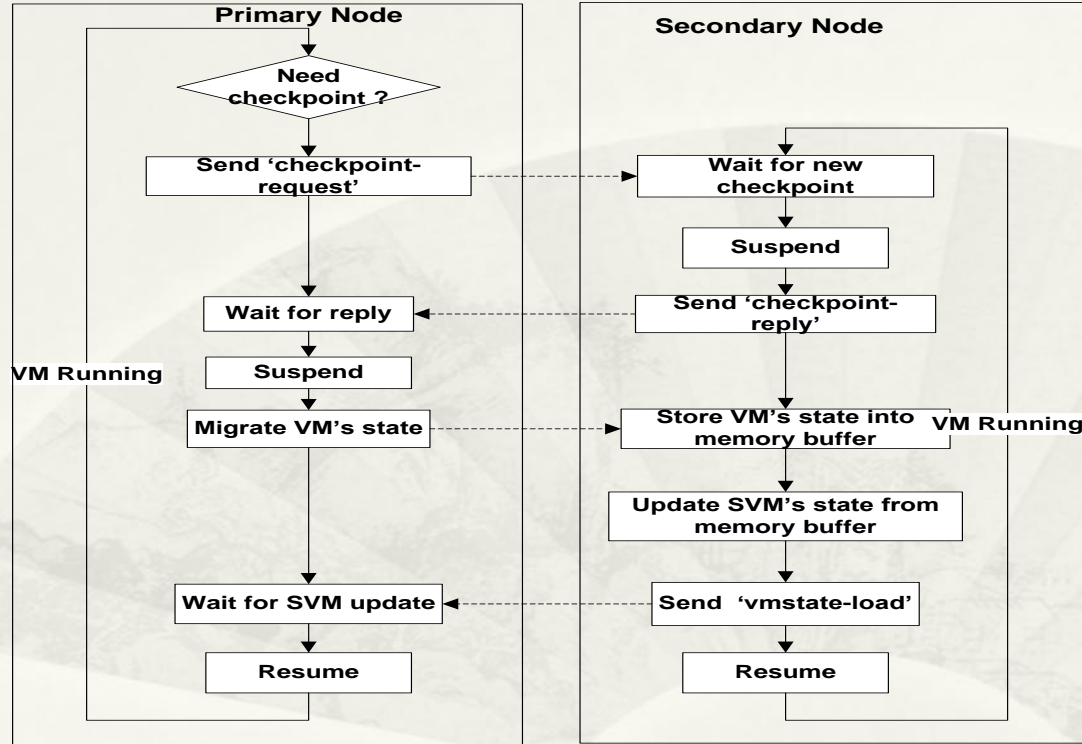 Primary Node
Need
checkpoint ?
Send ‘checkpoint-
request’
Wait for reply
Suspend
Migrate VM’s state
Wait for SVM update
Resume
VM Running
Secondary Node
Wait for new
checkpoint
Suspend
Send ‘checkpoint-
reply’
Store VM’s state into
memory buffer
Update SVM’s state from
memory buffer
Send ‘vmstate-load’
Resume
VM Running